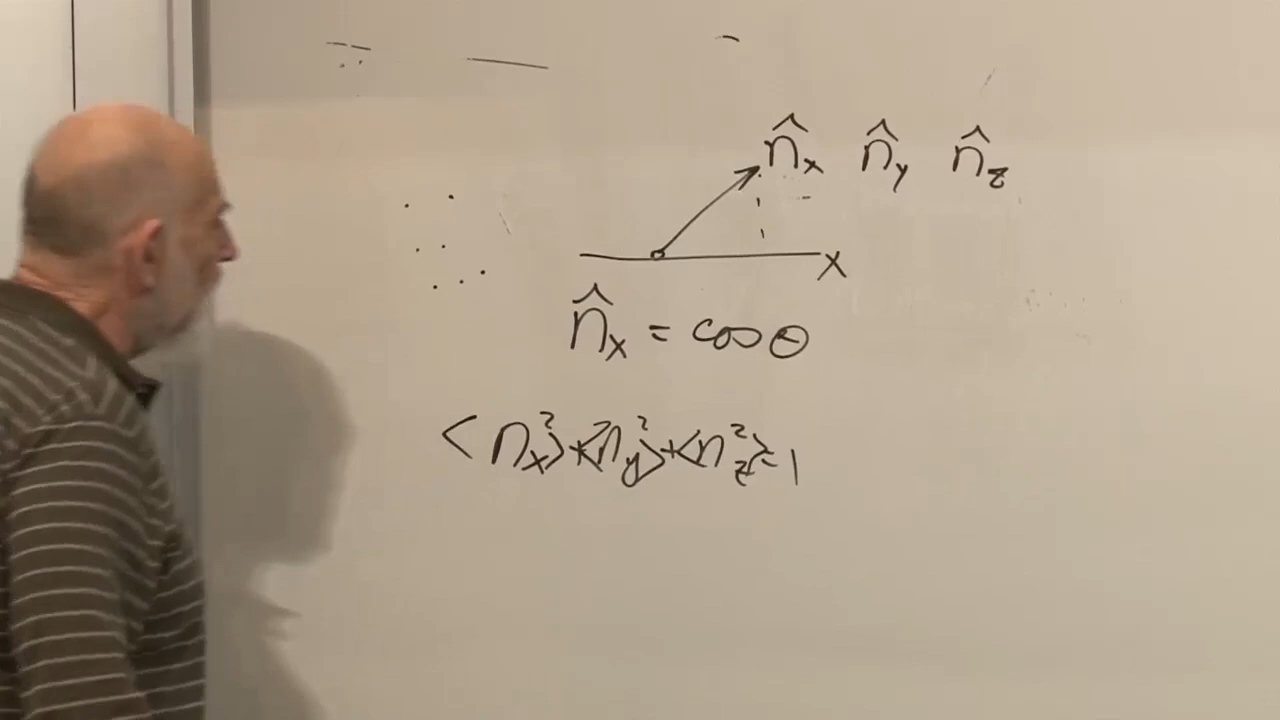 n̂x n̂y n̂z
x
n̂x = cos θ
< nx²>+<ny²>+<nz²>=1